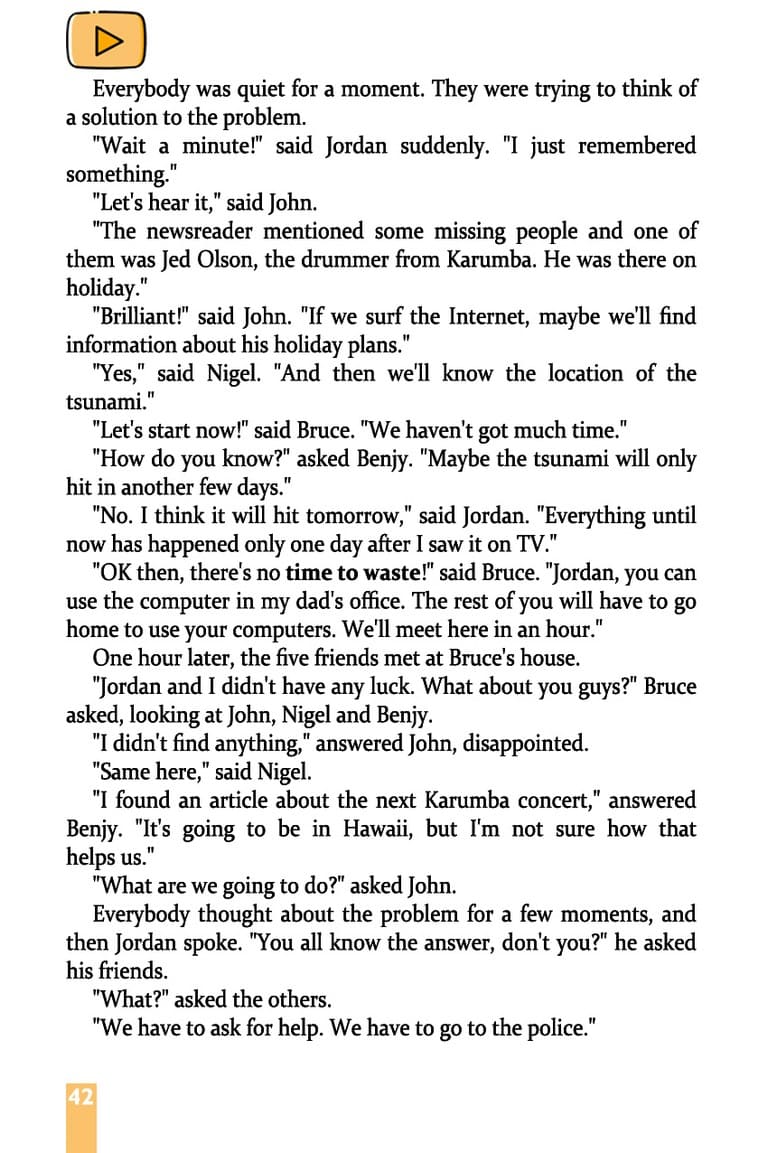 Everybody was quiet for a moment. They were trying to think of
a solution to the problem.
"Wait a minute!" said Jordan suddenly. "I just remembered
something."
"Let's hear it," said John.
"The newsreader mentioned some missing people and one of
them was Jed Olson, the drummer from Karumba. He was there on
holiday."
"Brilliant!" said John. "If we surf the Internet, maybe we'll find
information about his holiday plans."
"Yes," said Nigel. "And then we'll know the location of the
tsunami."
"Let's start now!" said Bruce. "We haven't got much time."
"How do you know?" asked Benjy. "Maybe the tsunami will only
hit in another few days."
"No. I think it will hit tomorrow," said Jordan. "Everything until
now has happened only one day after I saw it on TV."
"OK then, there's no time to waste!" said Bruce. "Jordan, you can
use the computer in my dad's office. The rest of you will have to go
home to use your computers. We'll meet here in an hour."
One hour later, the five friends met at Bruce's house.
"Jordan and I didn't have any luck. What about you guys?" Bruce
asked, looking at John, Nigel and Benjy.
"I didn't find anything," answered John, disappointed.
"Same here," said Nigel.
"I found an article about the next Karumba concert," answered
Benjy. "It's going to be in Hawaii, but I'm not sure how that
helps us."
"What are we going to do?" asked John.
Everybody thought about the problem for a few moments, and
then Jordan spoke. "You all know the answer, don't you?" he asked
his friends.
"What?" asked the others.
"We have to ask for help. We have to go to the police."
42